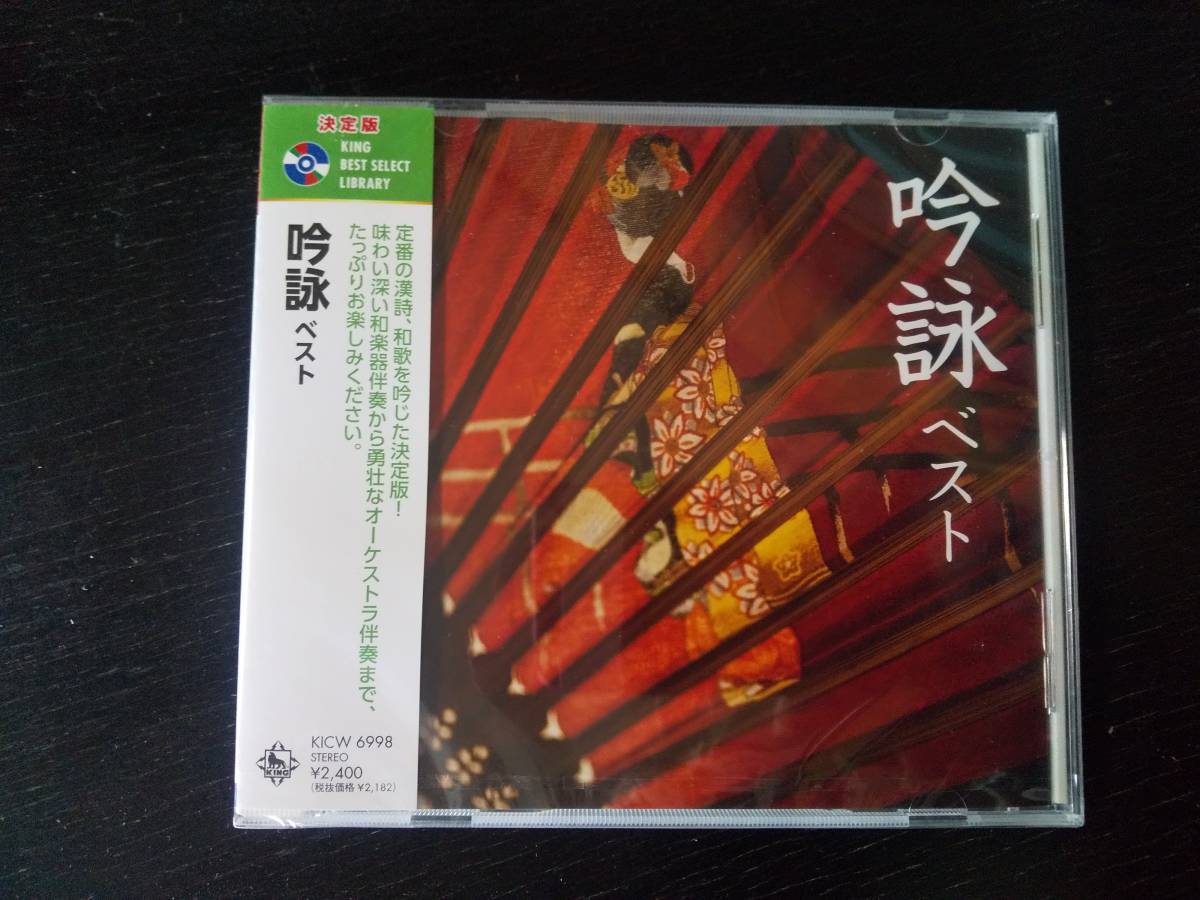 決定版
KING
BEST SELECT
LIBRARY
吟詠 ベスト
定番の漢詩、和歌を吟じた決定版！
味わい深い和楽器伴奏から勇壮なオーケストラ伴奏まで、
たっぷりお楽しみください。
KING
KICW 6998
STEREO
¥2,400
(税抜価格 ¥2,182)
吟詠 ベスト